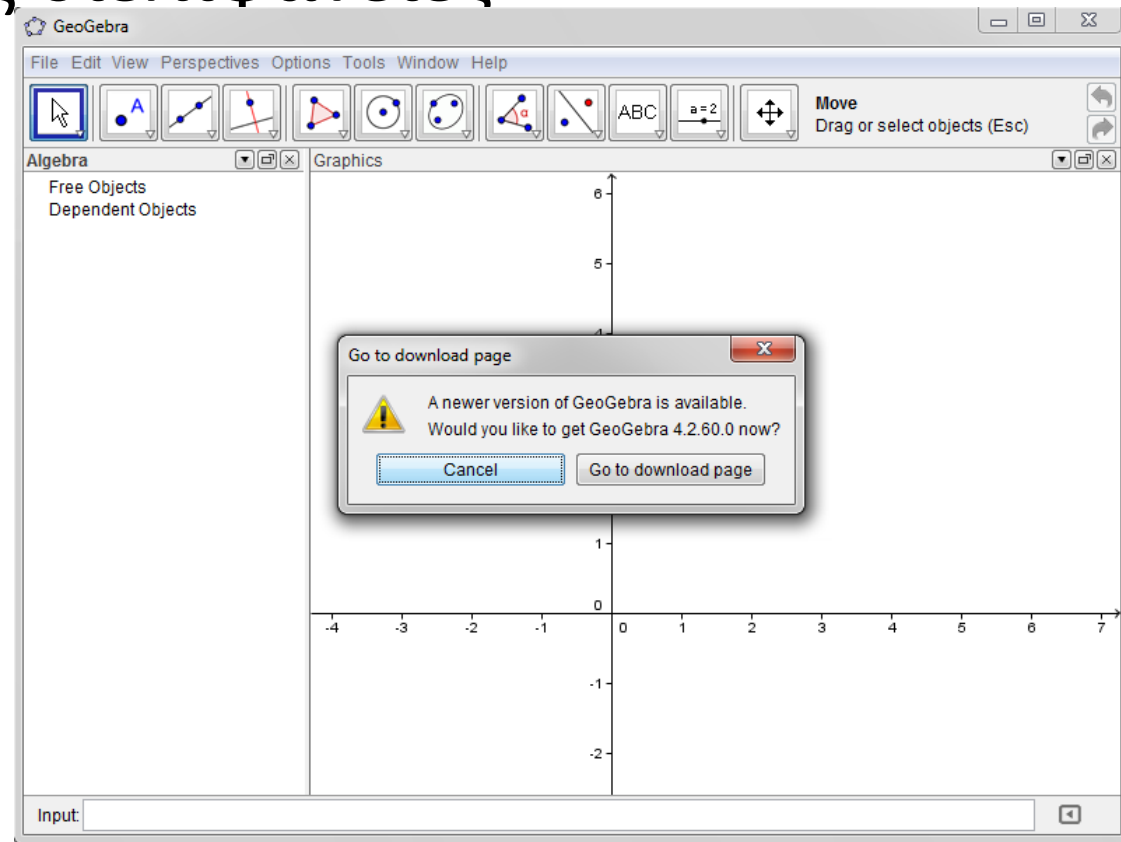 GeoGebra
File Edit View Perspectives Options Tools Window Help
A α ABC a=2 Move
Drag or select objects (Esc)
Algebra Graphics
Free Objects
Dependent Objects
6
5
Go to download page
A newer version of GeoGebra is available.
Would you like to get GeoGebra 4.2.60.0 now?
Cancel Go to download page
1
0
-4 -3 -2 -1 0 1 2 3 4 5 6 7
-1
-2
Input: